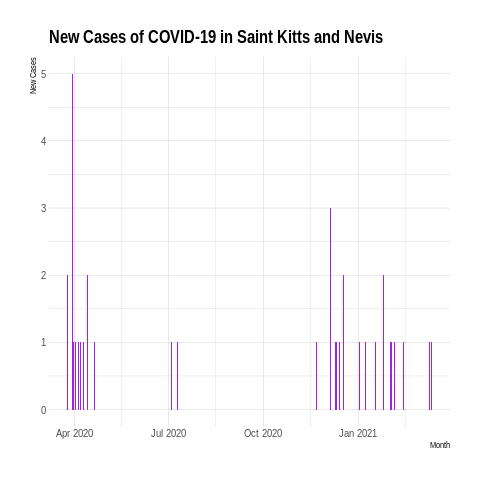 New Cases of COVID-19 in Saint Kitts and Nevis
New Cases
5
4
3
2
1
0
Apr 2020 Jul 2020 Oct 2020 Jan 2021
Month